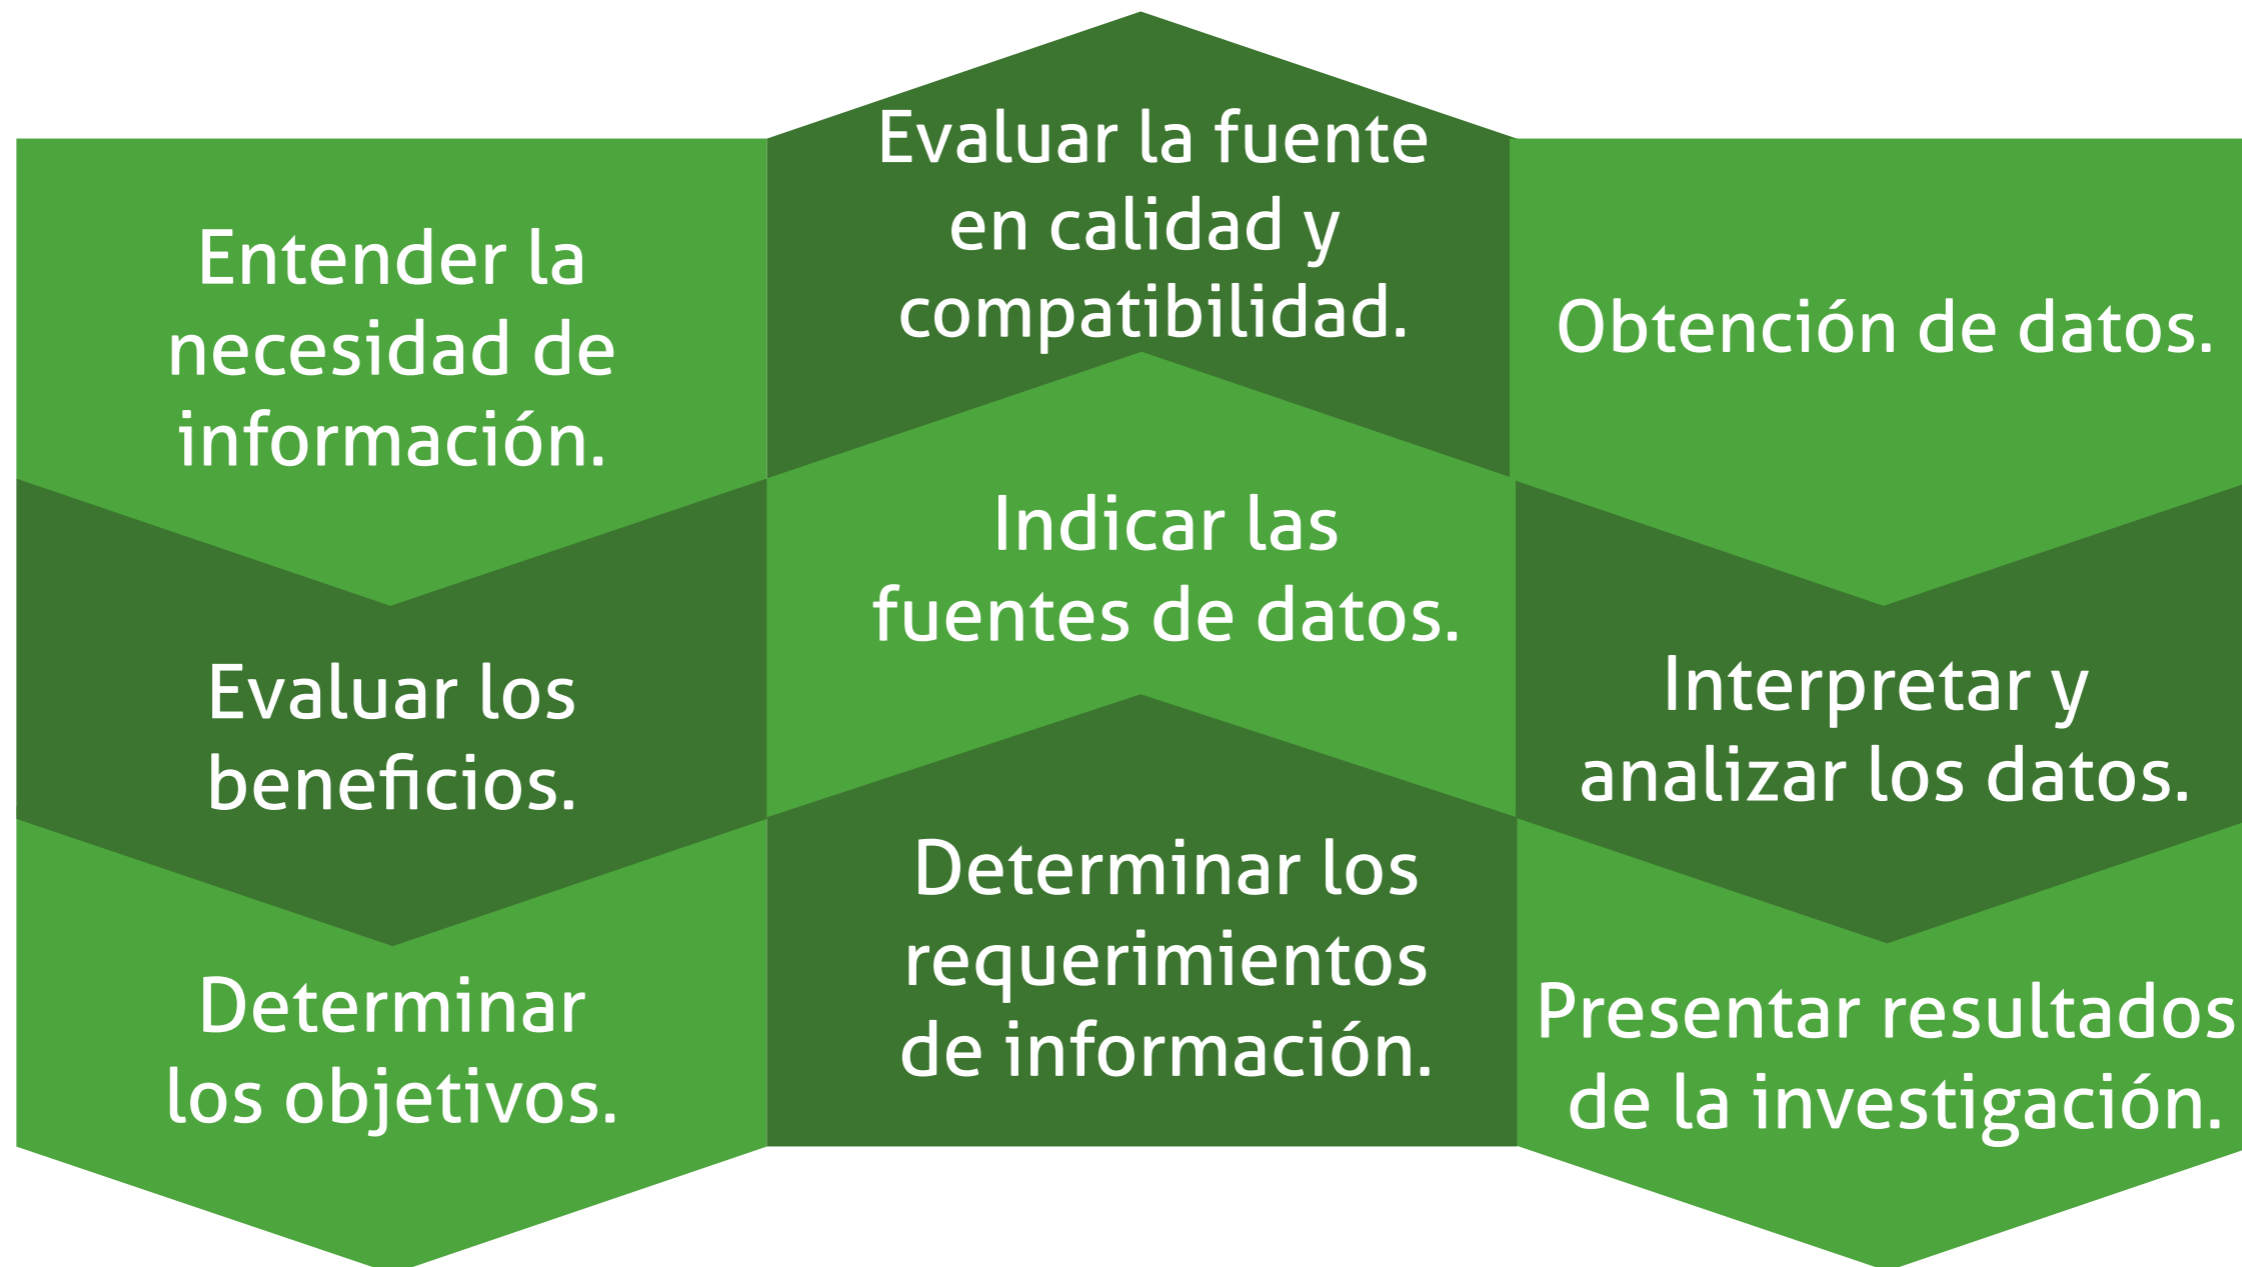 Entender la
necesidad de
información.
Evaluar los
beneficios.
Determinar
los objetivos.
Determinar los
requerimientos
de información.
Indicar las
fuentes de datos.
Evaluar la fuente
en calidad y
compatibilidad.
Obtención de datos.
Interpretar y
analizar los datos.
Presentar resultados
de la investigación.